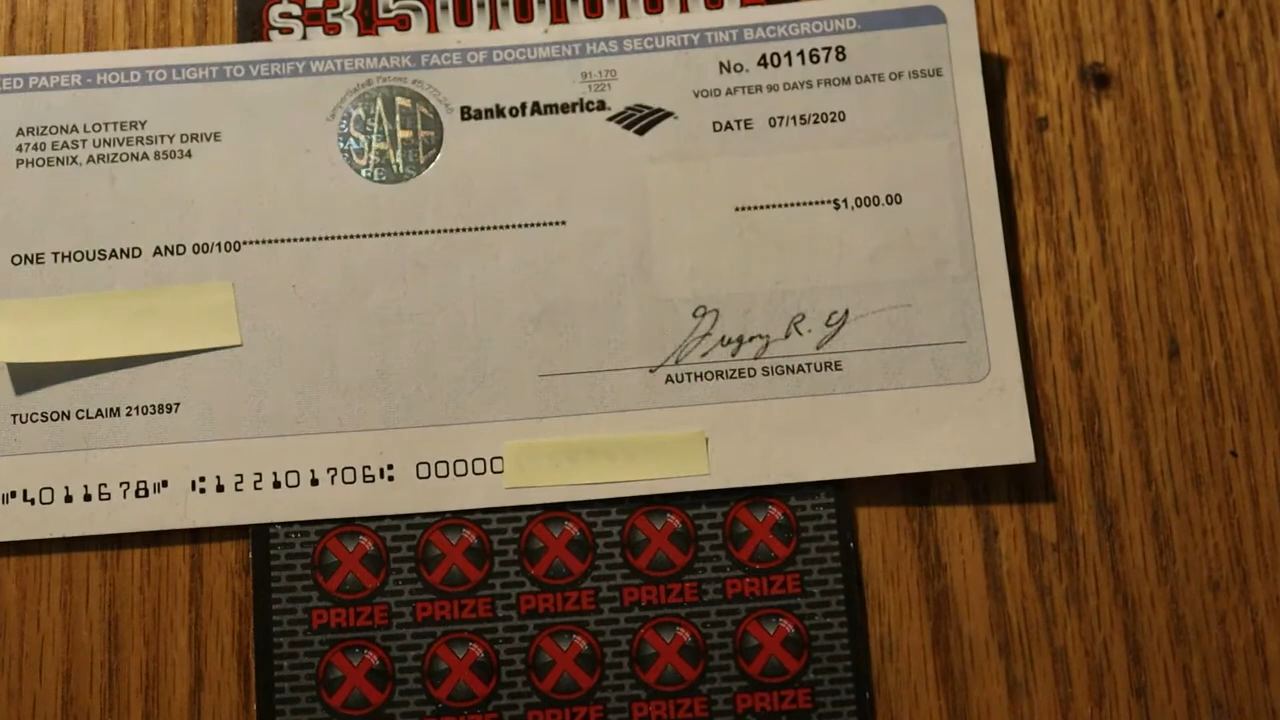 $3500000
ED PAPER - HOLD TO LIGHT TO VERIFY WATERMARK. FACE OF DOCUMENT HAS SECURITY TINT BACKGROUND.
No. 4011678
VOID AFTER 90 DAYS FROM DATE OF ISSUE
DATE 07/15/2020
91-170
1221
Bank of America.
SAFE
ARIZONA LOTTERY
4740 EAST UNIVERSITY DRIVE
PHOENIX, ARIZONA 85034
***************$1,000.00
ONE THOUSAND AND 00/100****************************************************
Gregory R.
AUTHORIZED SIGNATURE
TUCSON CLAIM 2103897
⑈4011678⑈ ⑆122101706⑆ 00000
PRIZE PRIZE PRIZE PRIZE PRIZE
PRIZE PRIZE PRIZE PRIZE